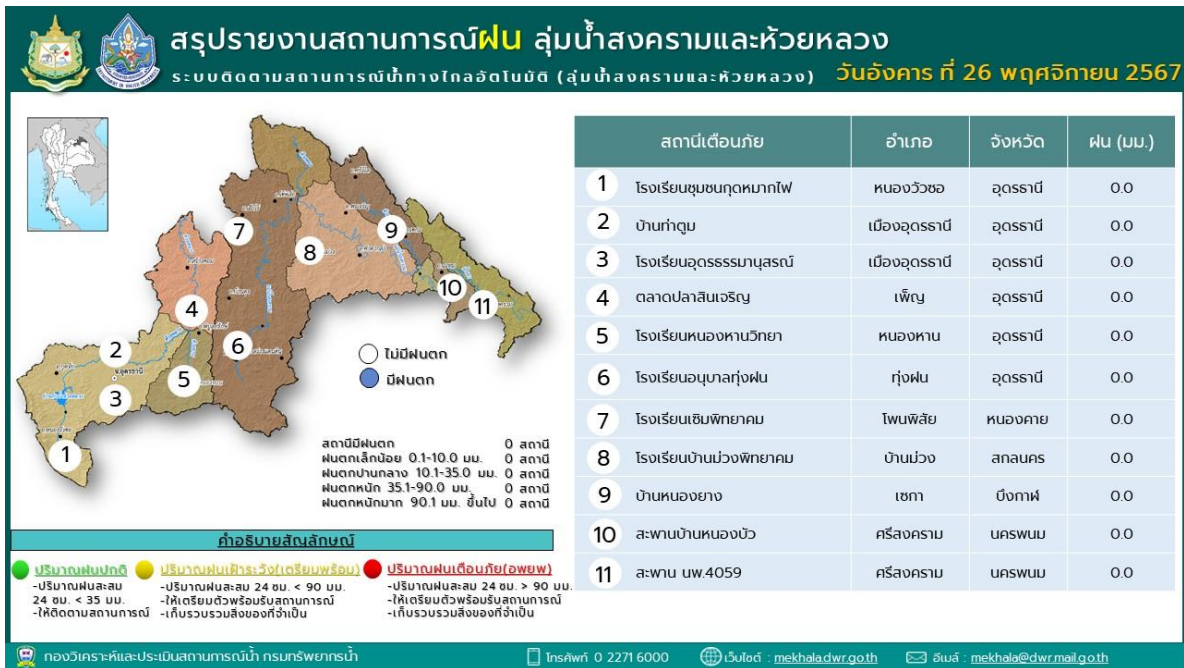 สรุปรายงานสถานการณ์ฝน ลุ่มน้ำสงครามและห้วยหลวง
ระบบติดตามสถานการณ์น้ำทางไกลอัตโนมัติ (ลุ่มน้ำสงครามและห้วยหลวง) วันอังคาร ที่ 26 พฤศจิกายน 2567
สถานีเตือนภัย อำเภอ จังหวัด ฝน (มม.)
1 โรงเรียนชุมชนกุดหมากไฟ หนองวัวซอ อุดรธานี 0.0
2 บ้านท่าตูม เมืองอุดรธานี อุดรธานี 0.0
3 โรงเรียนอุดรธรรมานุสรณ์ เมืองอุดรธานี อุดรธานี 0.0
4 ตลาดปลาสินเจริญ เพ็ญ อุดรธานี 0.0
5 โรงเรียนหนองหานวิทยา หนองหาน อุดรธานี 0.0
6 โรงเรียนอนุบาลทุ่งฝน ทุ่งฝน อุดรธานี 0.0
7 โรงเรียนเซิมพิทยาคม โพนพิสัย หนองคาย 0.0
8 โรงเรียนบ้านม่วงพิทยาคม บ้านม่วง สกลนคร 0.0
9 บ้านหนองยาง เซกา บึงกาฬ 0.0
10 สะพานบ้านหนองบัว ศรีสงคราม นครพนม 0.0
11 สะพาน นพ.4059 ศรีสงคราม นครพนม 0.0
7
9
8
10
11
4
2
6
5
3
1
ไม่มีฝนตก
มีฝนตก
สถานีมีฝนตก 0 สถานี
ฝนตกเล็กน้อย 0.1-10.0 มม. 0 สถานี
ฝนตกปานกลาง 10.1-35.0 มม. 0 สถานี
ฝนตกหนัก 35.1-90.0 มม. 0 สถานี
ฝนตกหนักมาก 90.1 มม. ขึ้นไป 0 สถานี
คำอธิบายสัญลักษณ์
ปริมาณฝนปกติ
-ปริมาณฝนสะสม
24 ซม. < 35 มม.
-ให้ติดตามสถานการณ์
ปริมาณฝนเฝ้าระวัง(เตรียมพร้อม)
-ปริมาณฝนสะสม 24 ซม. < 90 มม.
-ให้เตรียมตัวพร้อมรับสถานการณ์
-เก็บรวบรวมสิ่งของที่จำเป็น
ปริมาณฝนเตือนภัย(อพยพ)
-ปริมาณฝนสะสม 24 ซม. > 90 มม.
-ให้เตรียมตัวพร้อมรับสถานการณ์
-เก็บรวบรวมสิ่งของที่จำเป็น
กองวิเคราะห์และประเมินสถานการณ์น้ำ กรมทรัพยากรน้ำ โทรศัพท์ 0 2271 6000 เว็บไซต์ : mekhala.dwr.go.th อีเมล์ : mekhala@dwr.mail.go.th